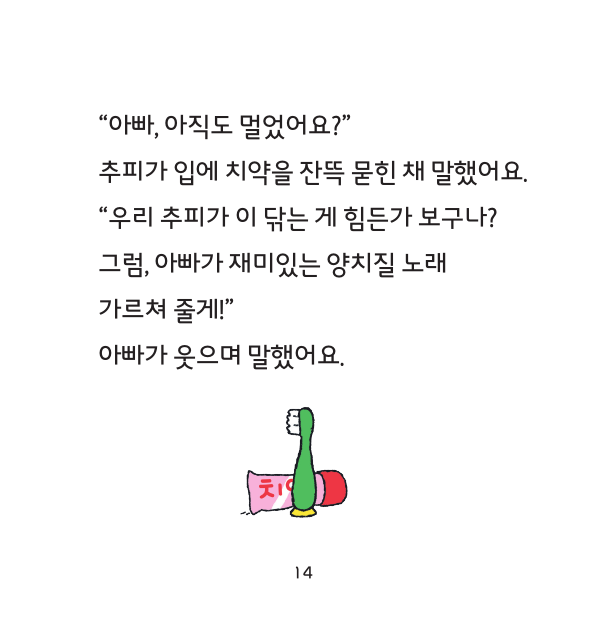 “아빠, 아직도 멀었어요?”
추피가 입에 치약을 잔뜩 묻힌 채 말했어요.
“우리 추피가 이 닦는 게 힘든가 보구나?
그럼, 아빠가 재미있는 양치질 노래
가르쳐 줄게!”
아빠가 웃으며 말했어요.
14